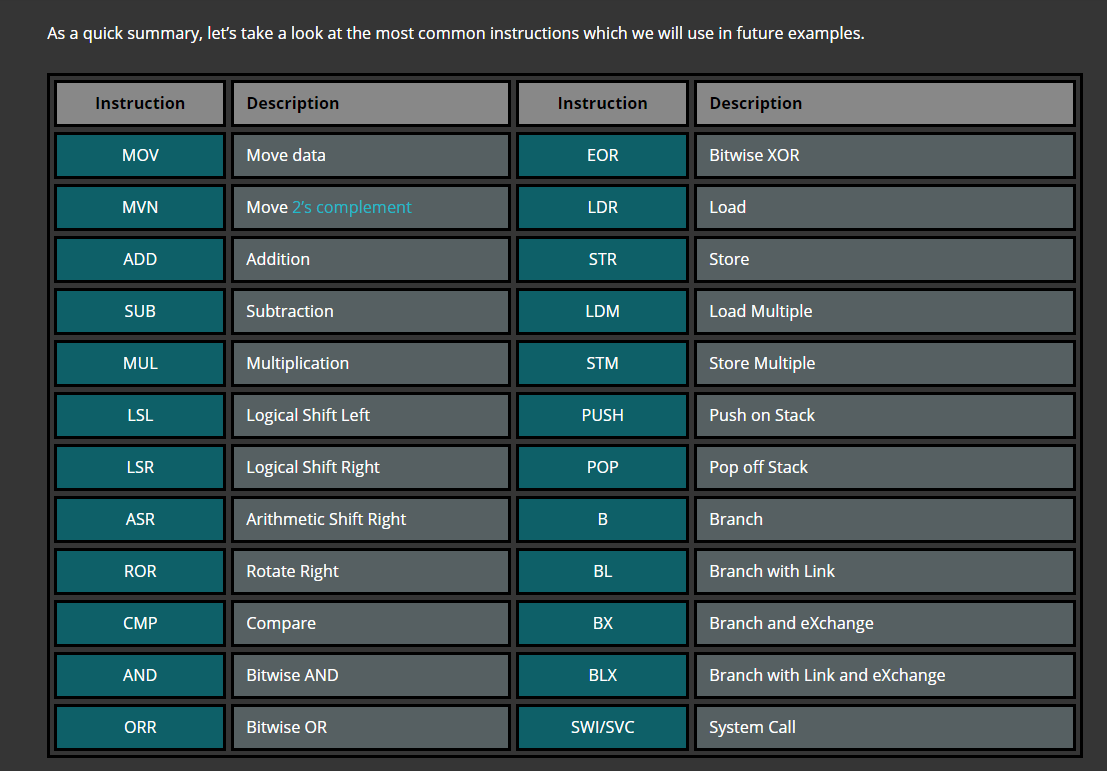 As a quick summary, let’s take a look at the most common instructions which we will use in future examples.
Instruction Description Instruction Description
MOV Move data EOR Bitwise XOR
MVN Move 2’s complement LDR Load
ADD Addition STR Store
SUB Subtraction LDM Load Multiple
MUL Multiplication STM Store Multiple
LSL Logical Shift Left PUSH Push on Stack
LSR Logical Shift Right POP Pop off Stack
ASR Arithmetic Shift Right B Branch
ROR Rotate Right BL Branch with Link
CMP Compare BX Branch and eXchange
AND Bitwise AND BLX Branch with Link and eXchange
ORR Bitwise OR SWI/SVC System Call